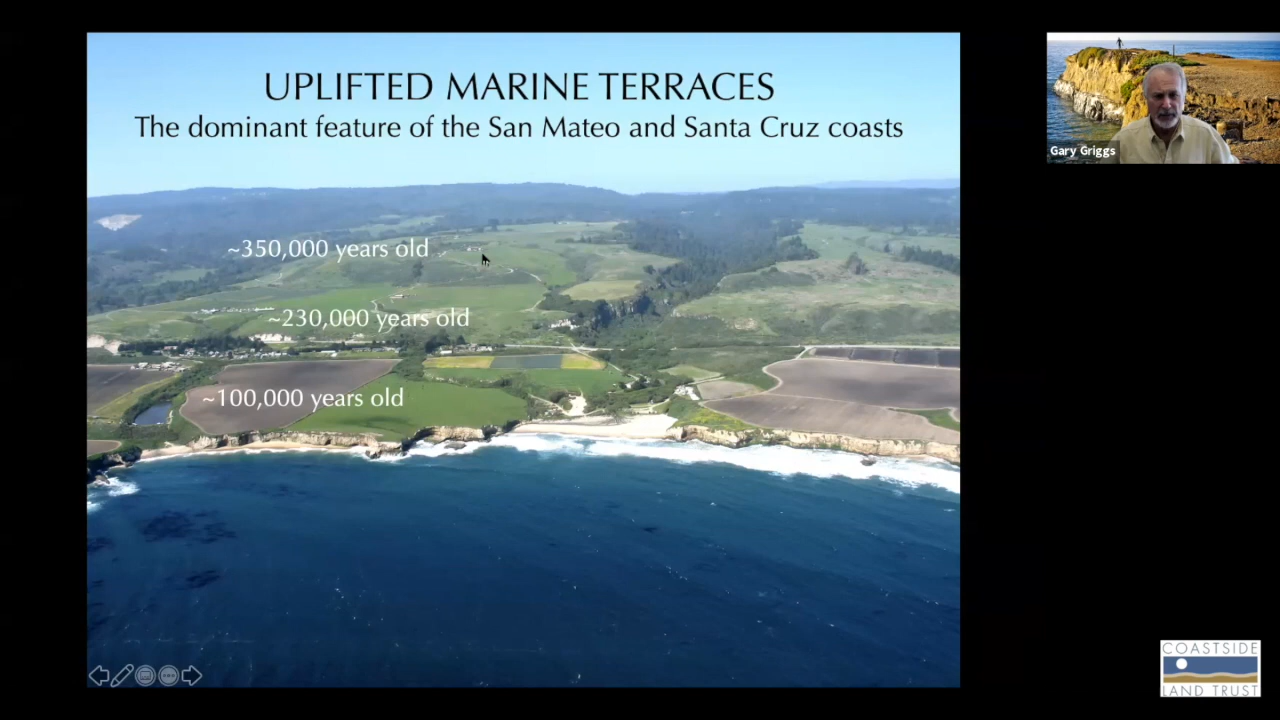 UPLIFTED MARINE TERRACES
The dominant feature of the San Mateo and Santa Cruz coasts
~350,000 years old
~230,000 years old
~100,000 years old
Gary Griggs
COASTSIDE
LAND TRUST